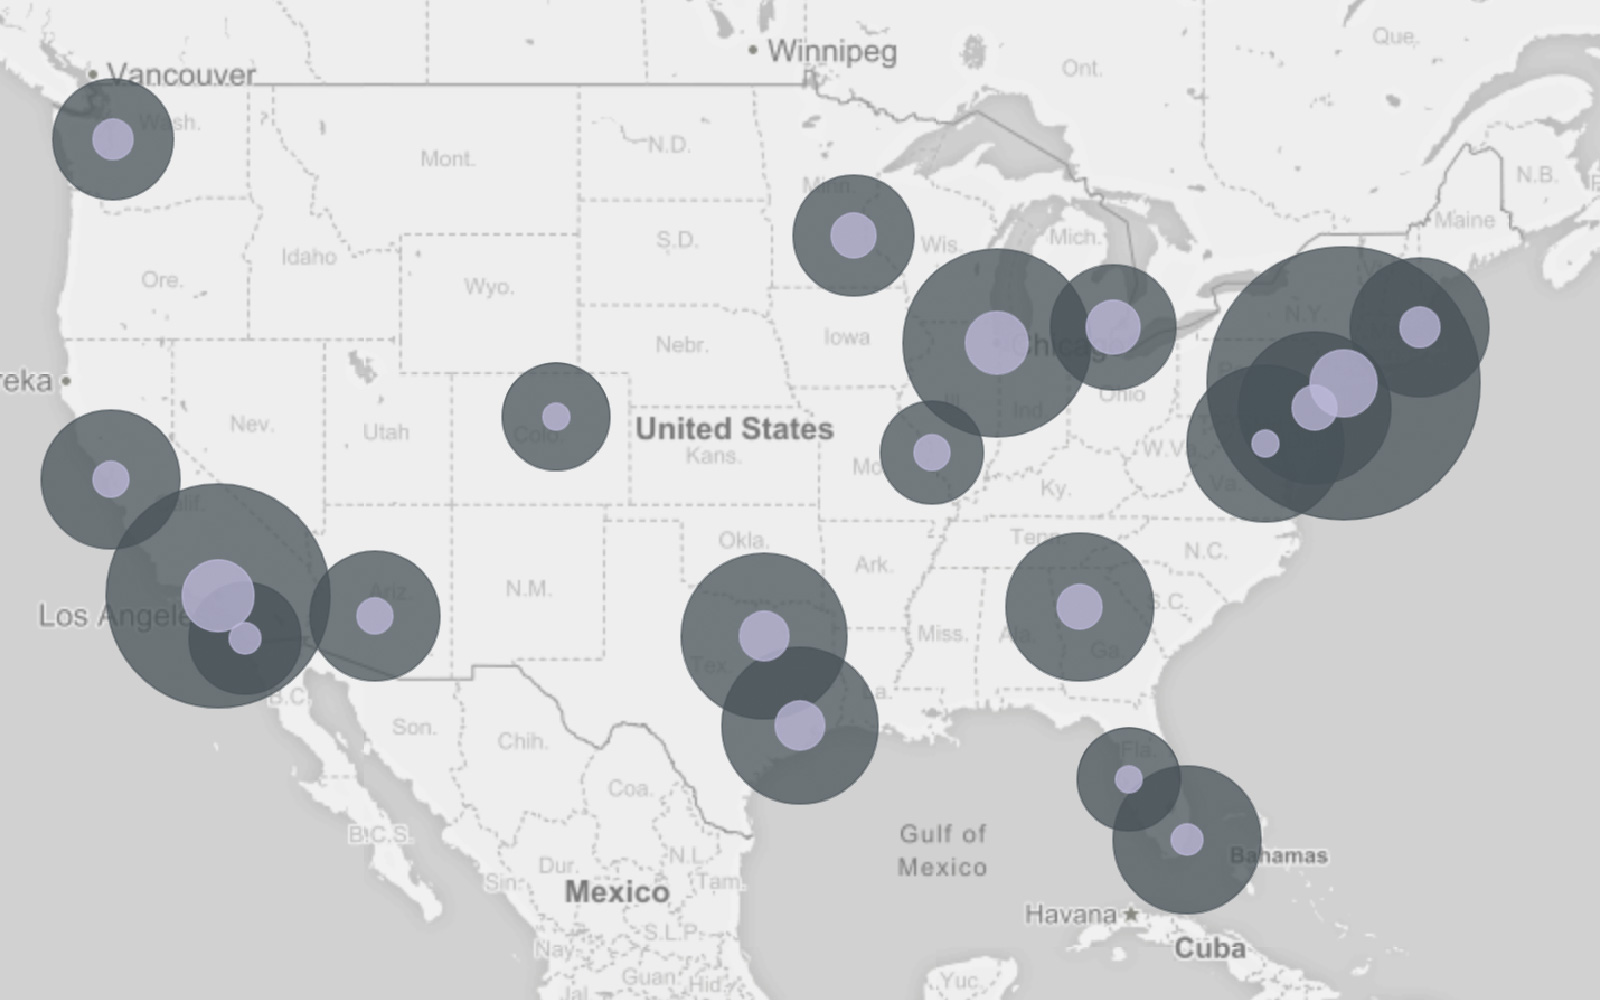 Winnipeg
Que.
Ont.
Vancouver
Wash.
N.D.
Mont.
Minn.
N.B.
Maine
S.D.
Wis.
Mich.
Idaho
Ore.
Wyo.
N.Y.
Iowa
Nebr.
Chicago
reka
Ohio
Ill.
Ind.
Nev.
Utah
Colo.
United States
Kans.
Mo
W.Va.
Va.
Ky.
Calif.
Okla.
Tenn.
N.C.
Ark.
Ariz.
N.M.
S.C.
Los Angele
Miss.
Ala.
Ga.
Tex.
La.
B.C.
Son.
Chih.
Fla.
Coa.
Gulf of
Mexico
B.C.S.
N.L.
Bahamas
Dur.
Sin.
Tam.
Mexico
Havana
S.L.P.
Cuba
Nay.
Guan.
Hid.
Yuc.
Jal.